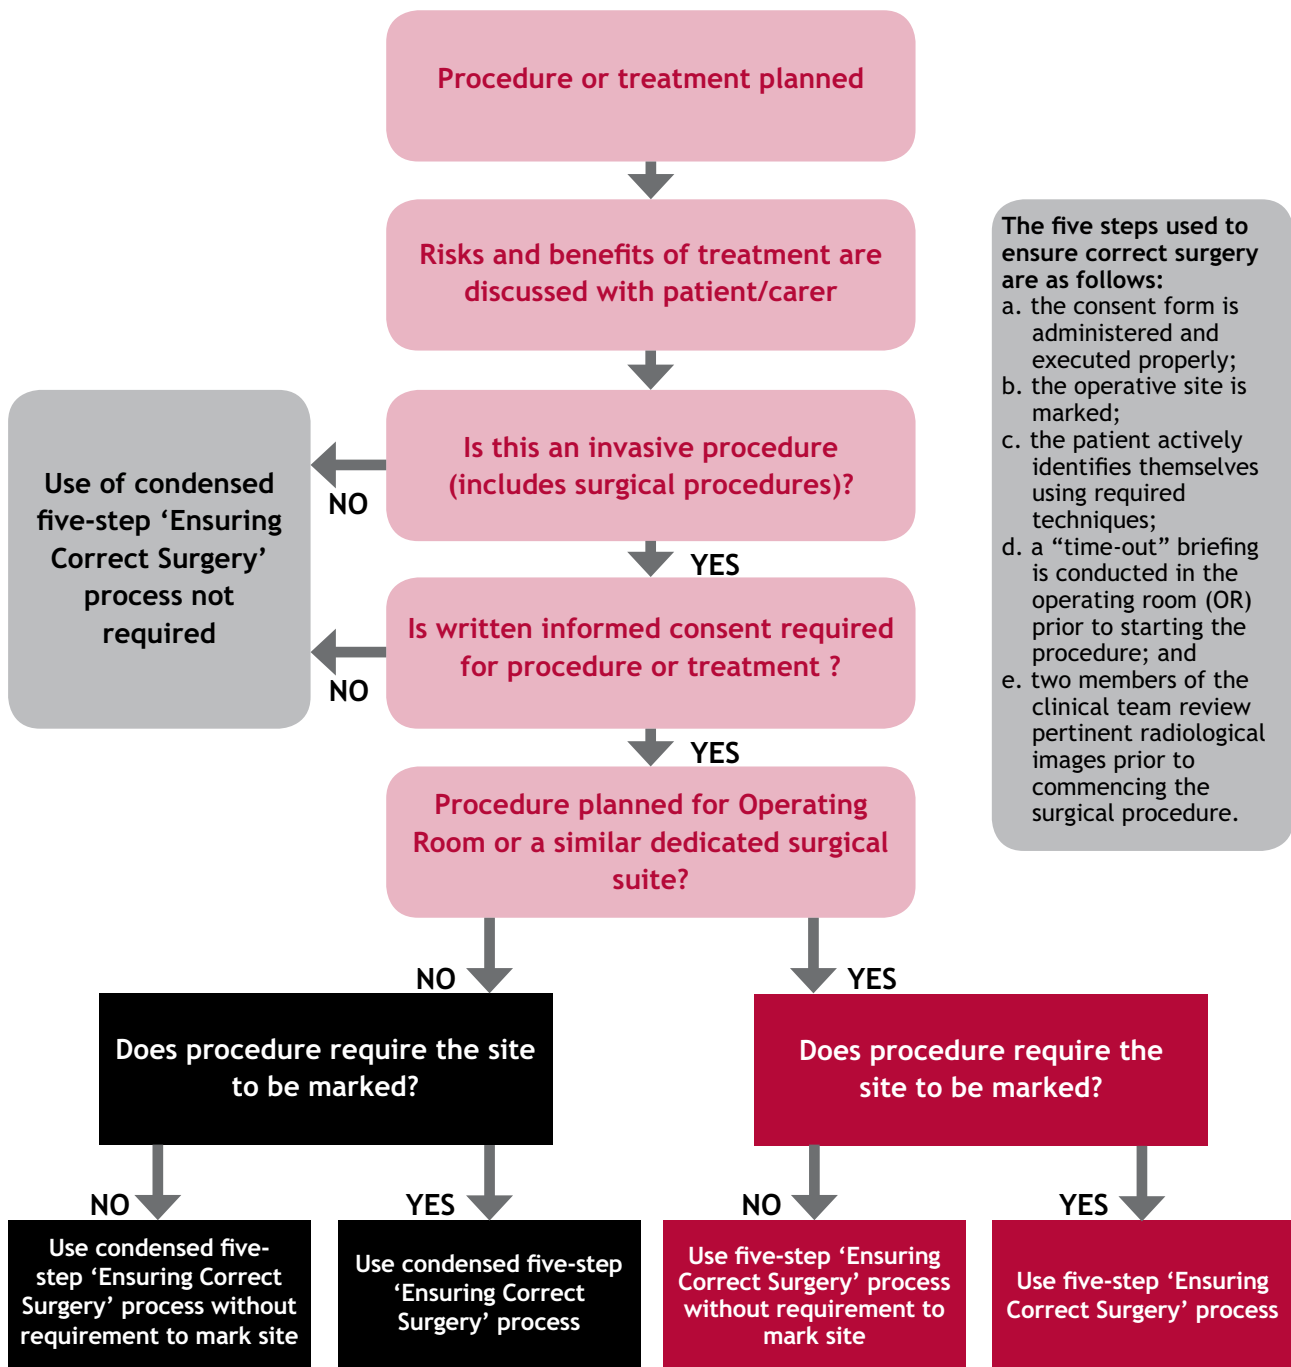 Procedure or treatment planned
Risks and benefits of treatment are
discussed with patient/carer
The five steps used to
ensure correct surgery
are as follows:
a. the consent form is
administered and
executed properly;
b. the operative site is
marked;
c. the patient actively
identifies themselves
using required
techniques;
d. a “time-out” briefing
is conducted in the
operating room (OR)
prior to starting the
procedure; and
e. two members of the
clinical team review
pertinent radiological
images prior to
commencing the
surgical procedure.
Is this an invasive procedure
(includes surgical procedures)?
NO
Use of condensed
five-step ‘Ensuring
Correct Surgery’
process not
required
YES
Is written informed consent required
for procedure or treatment ?
NO
YES
Procedure planned for Operating
Room or a similar dedicated surgical
suite?
NO
YES
Does procedure require the site
to be marked?
Does procedure require the
site to be marked?
NO
YES
NO
YES
Use condensed five-
step ‘Ensuring Correct
Surgery’ process without
requirement to mark site
Use condensed five-step
‘Ensuring Correct
Surgery’ process
Use five-step ‘Ensuring
Correct Surgery’ process
without requirement to
mark site
Use five-step ‘Ensuring
Correct Surgery’ process